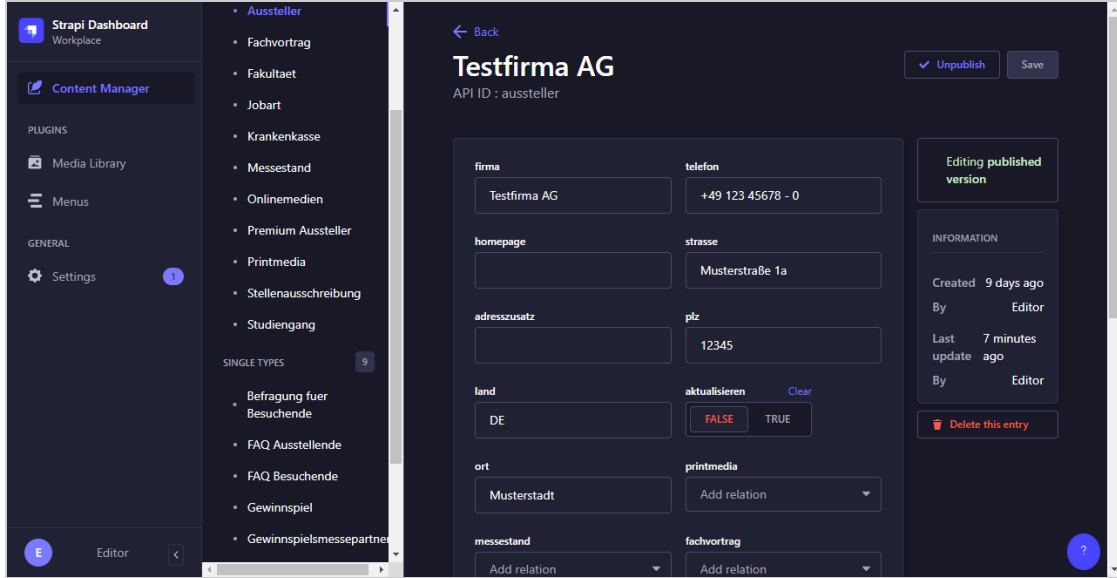 Strapi Dashboard
Workplace
Content Manager
PLUGINS
Media Library
Menus
GENERAL
Settings
1
E
Editor
Aussteller
Fachvortrag
Fakultaet
Jobart
Krankenkasse
Messestand
Onlinemedien
Premium Aussteller
Printmedia
Stellenausschreibung
Studiengang
SINGLE TYPES
9
Befragung fuer
Besuchende
FAQ Ausstellende
FAQ Besuchende
Gewinnspiel
Gewinnspielsmessepartner
Back
Testfirma AG
API ID : aussteller
Unpublish
Save
firma
Testfirma AG
telefon
+49 123 45678 - 0
homepage
strasse
Musterstraße 1a
adresszusatz
plz
12345
land
DE
aktualisieren
Clear
FALSE
TRUE
ort
Musterstadt
printmedia
Add relation
messestand
Add relation
fachvortrag
Add relation
Editing published
version
INFORMATION
Created 9 days ago
By Editor
Last 7 minutes
update ago
By Editor
Delete this entry
?